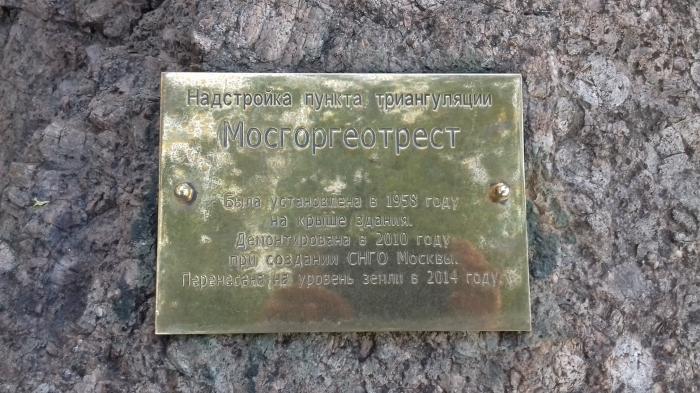 Надстройка пункта триангуляции
Мосгоргеотрест
Была установлена в 1958 году
на крыше здания.
Демонтирована в 2010 году
при создании СНГО Москвы.
Перенесена на уровень земли в 2014 году.